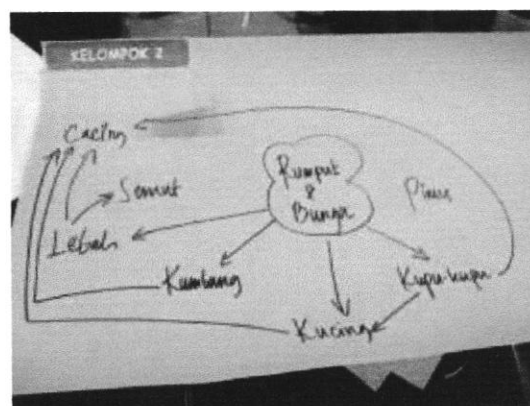 KELOMPOK 2
Cacing
Semut
Rumput
&
Bunga
Lebah
Kumbang
Kupu-kupu
Kucing